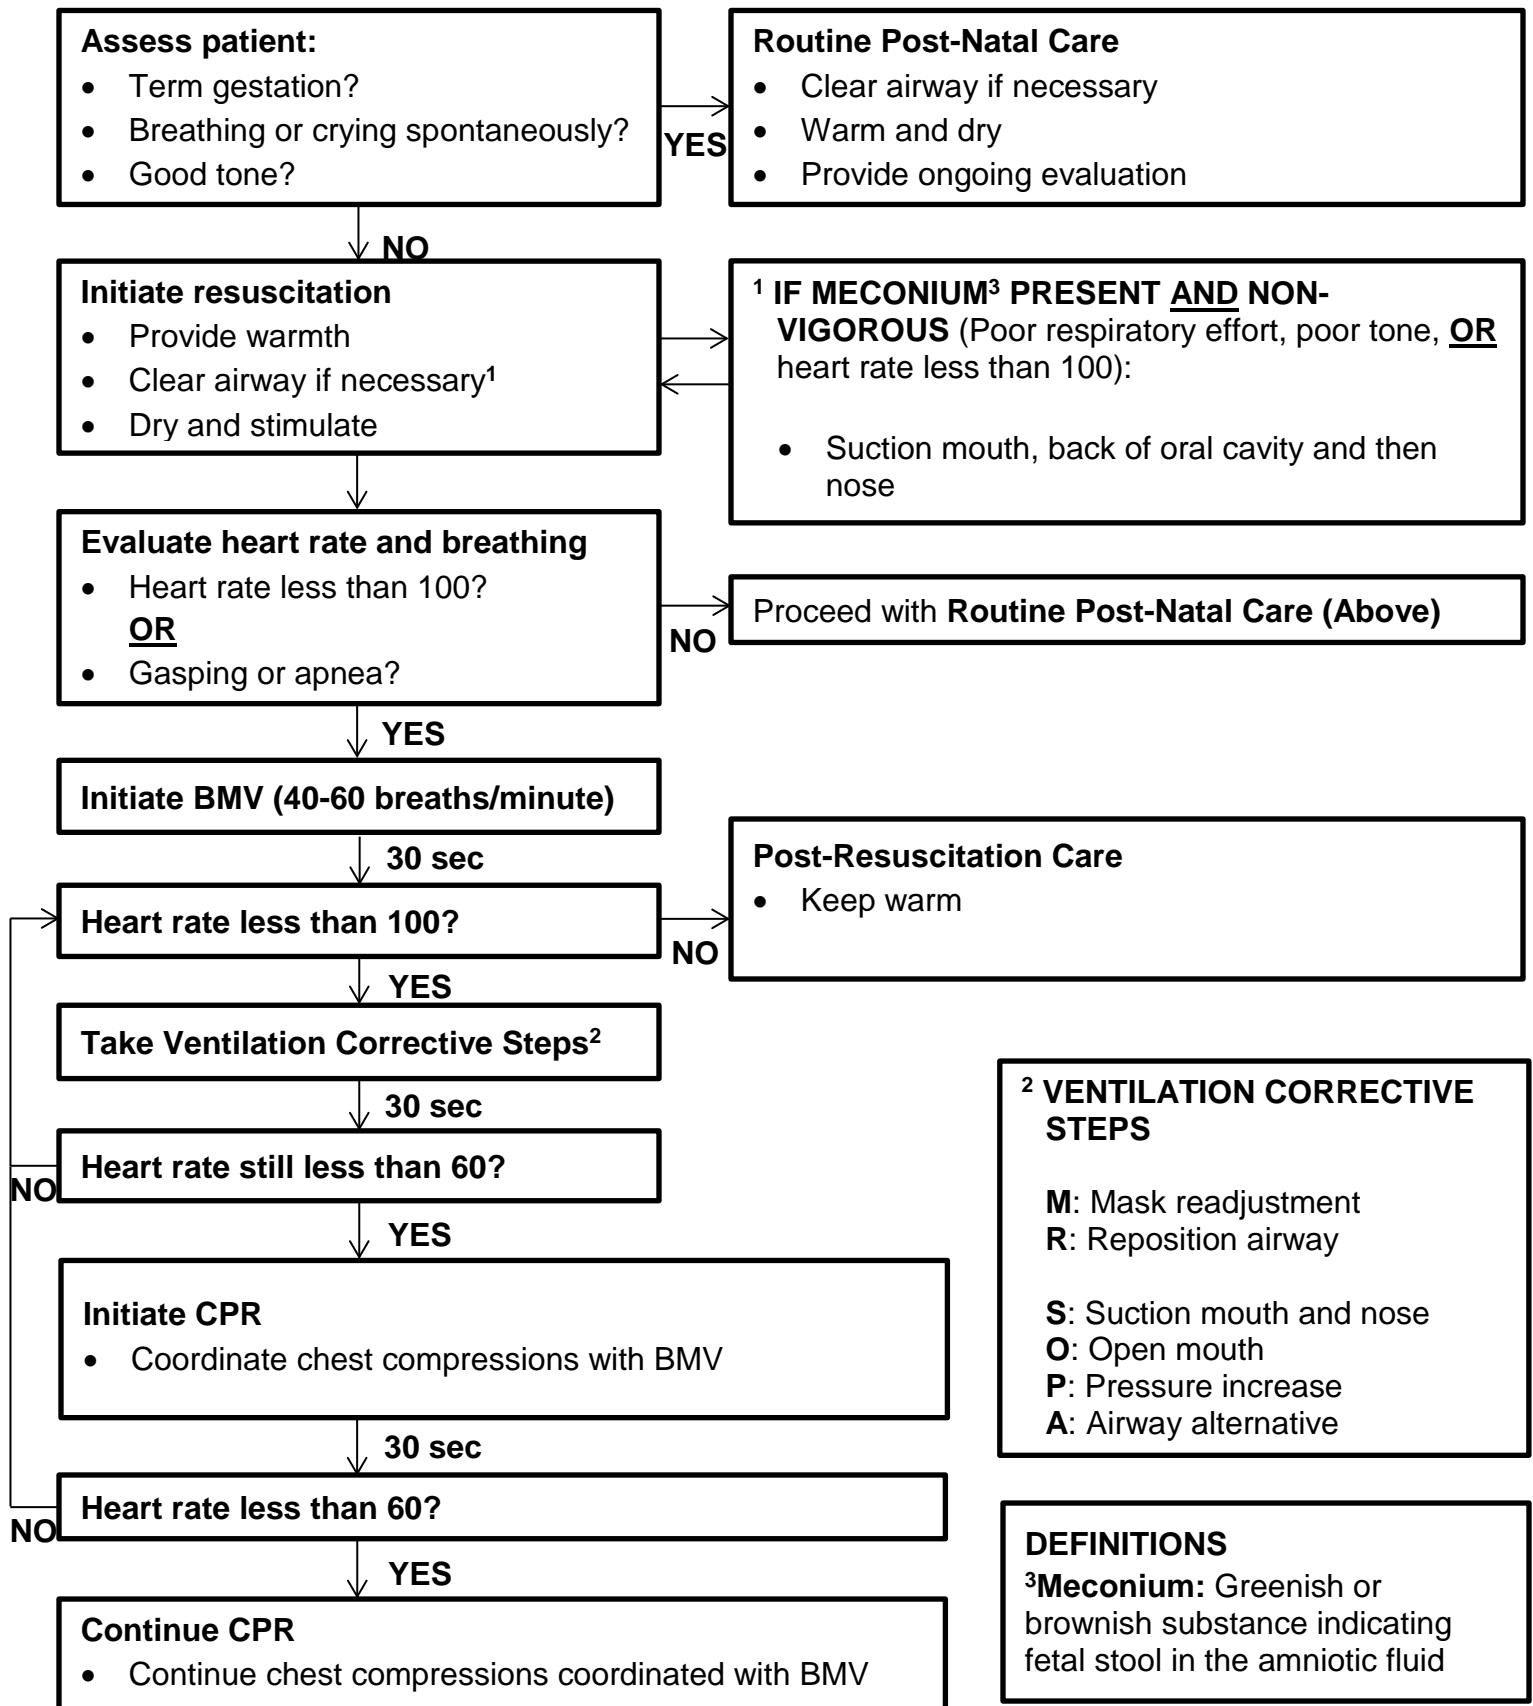 Assess patient:
• Term gestation?
• Breathing or crying spontaneously?
• Good tone?
YES
Routine Post-Natal Care
• Clear airway if necessary
• Warm and dry
• Provide ongoing evaluation
NO
Initiate resuscitation
• Provide warmth
• Clear airway if necessary¹
• Dry and stimulate
¹ IF MECONIUM³ PRESENT AND NON-
VIGOROUS (Poor respiratory effort, poor tone, OR
heart rate less than 100):
• Suction mouth, back of oral cavity and then
nose
Evaluate heart rate and breathing
• Heart rate less than 100?
OR
• Gasping or apnea?
NO
Proceed with Routine Post-Natal Care (Above)
YES
Initiate BMV (40-60 breaths/minute)
30 sec
Heart rate less than 100?
NO
Post-Resuscitation Care
• Keep warm
YES
Take Ventilation Corrective Steps²
30 sec
Heart rate still less than 60?
NO
YES
Initiate CPR
• Coordinate chest compressions with BMV
30 sec
Heart rate less than 60?
NO
YES
Continue CPR
• Continue chest compressions coordinated with BMV
² VENTILATION CORRECTIVE
STEPS
M: Mask readjustment
R: Reposition airway
S: Suction mouth and nose
O: Open mouth
P: Pressure increase
A: Airway alternative
DEFINITIONS
³Meconium: Greenish or
brownish substance indicating
fetal stool in the amniotic fluid